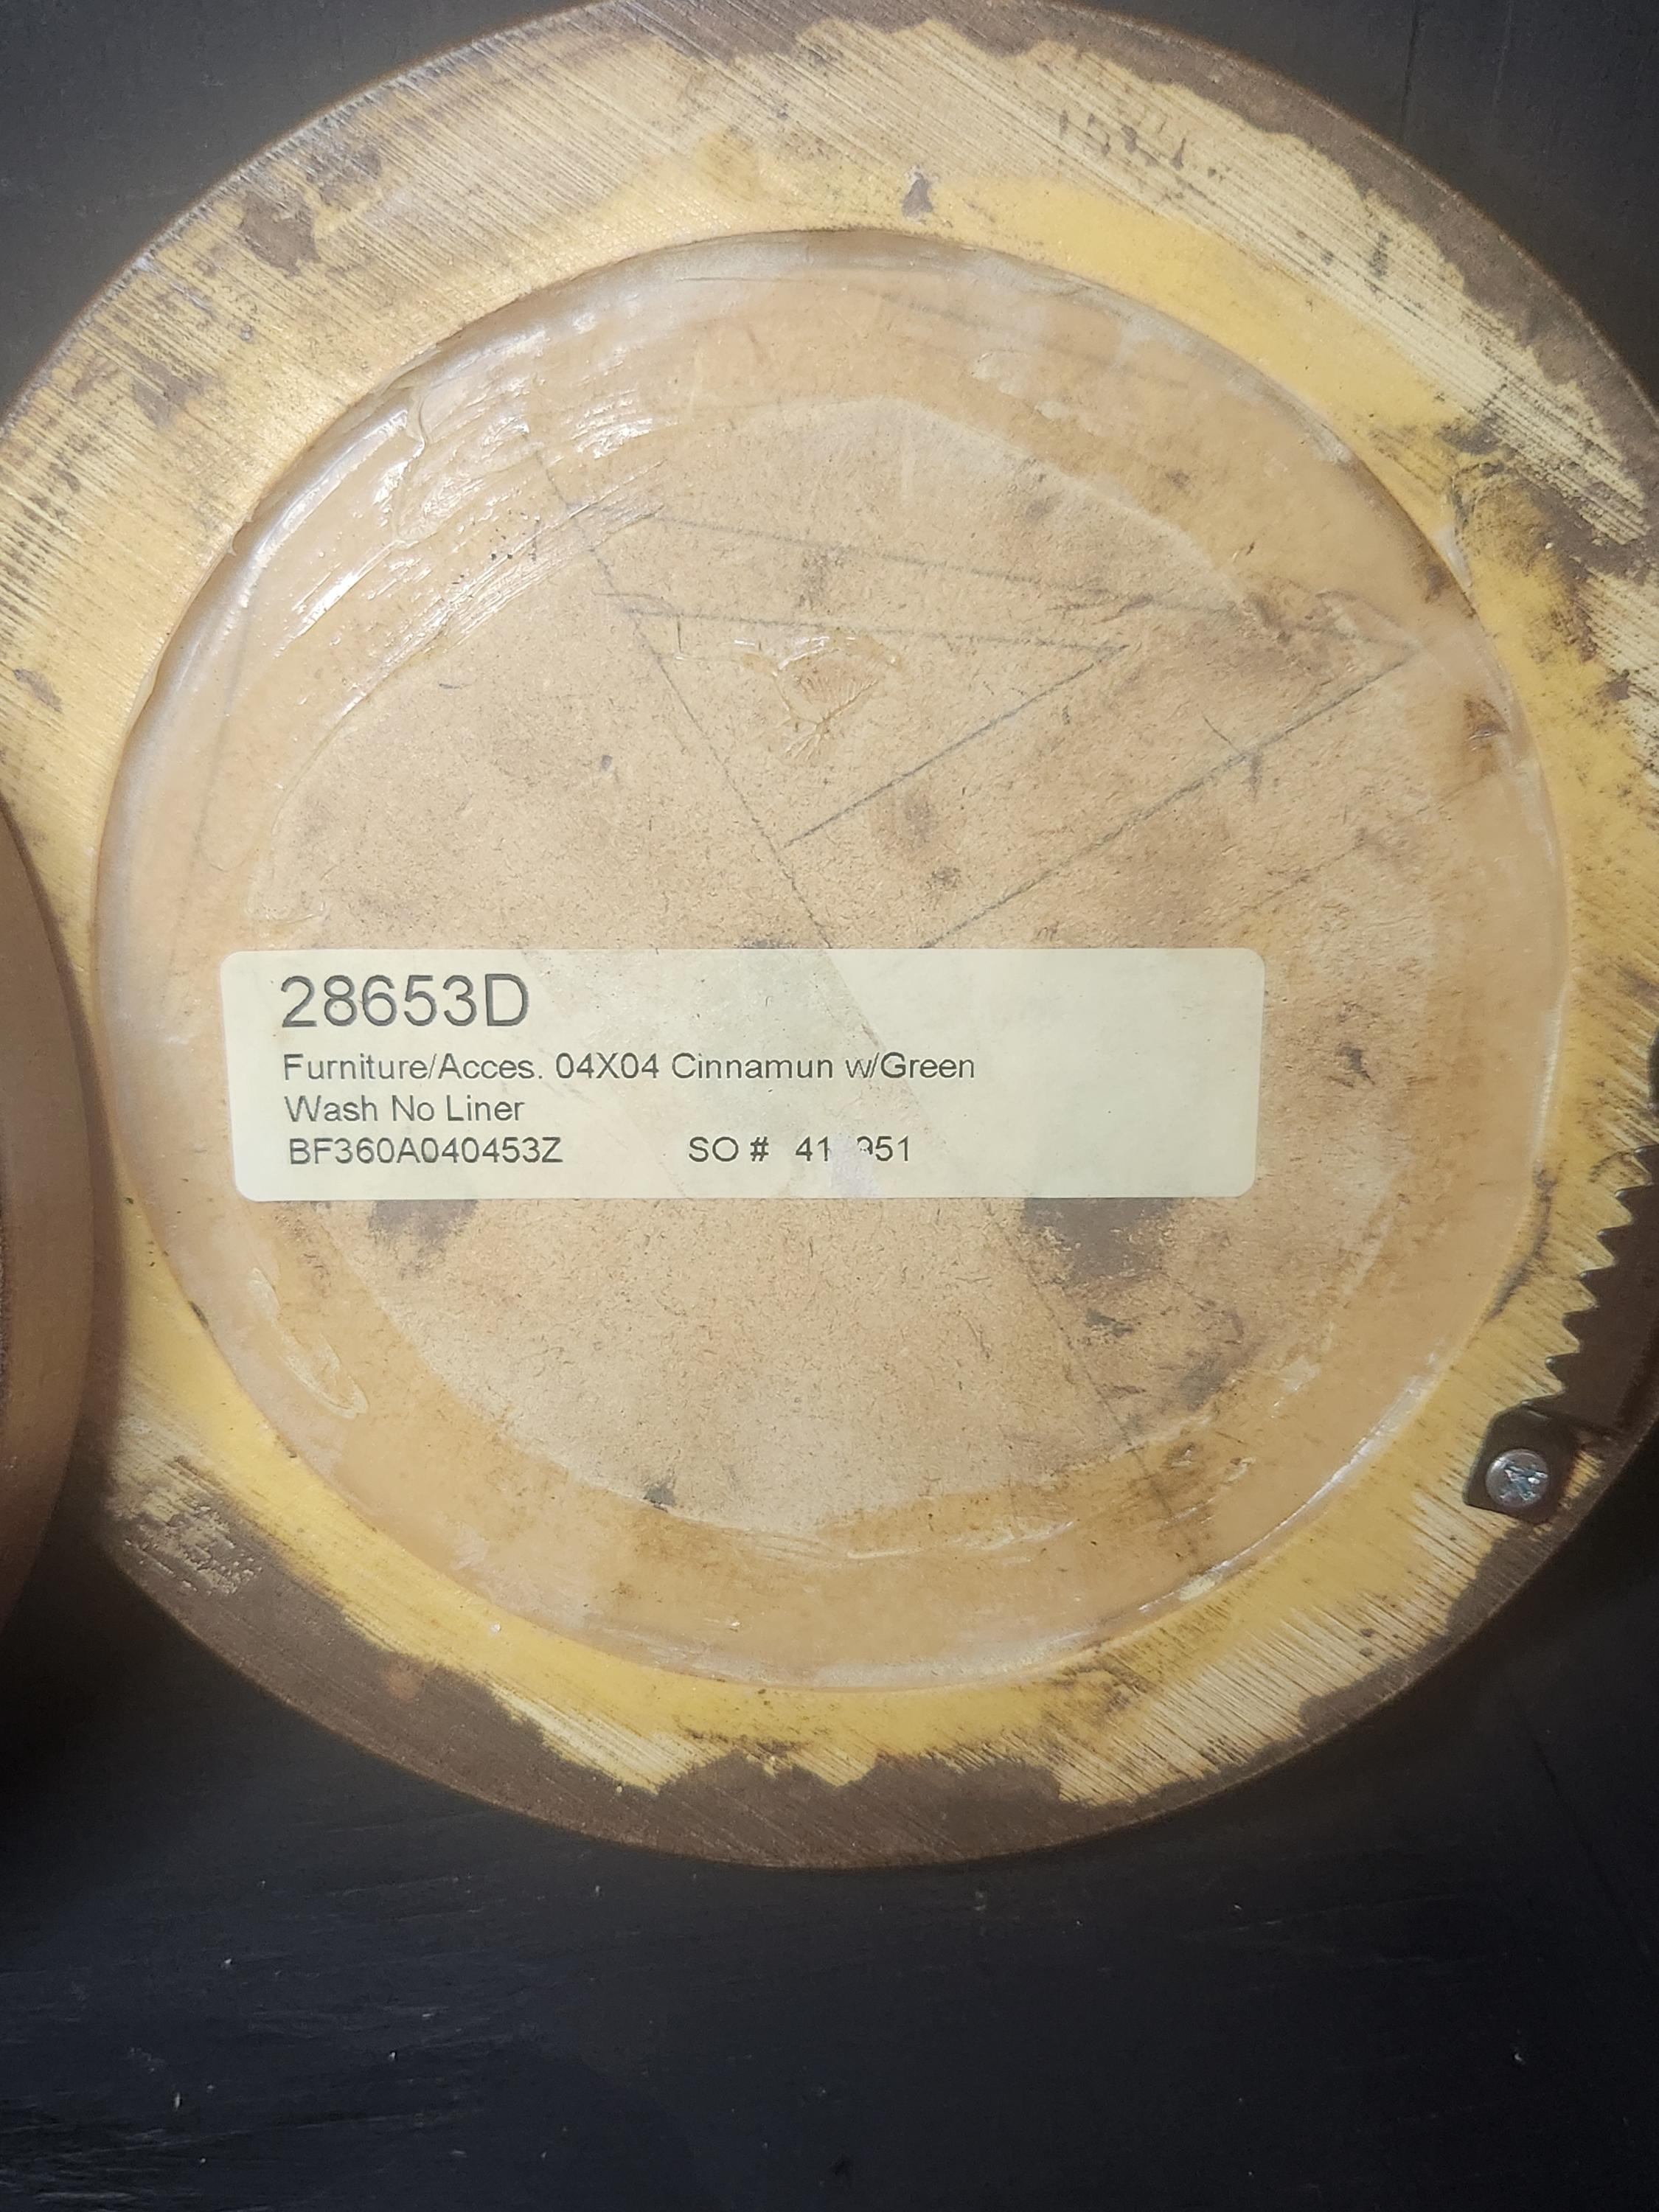 28653D
Furniture/Acces. 04X04 Cinnamun w/Green
Wash No Liner
BF360A040453Z SO #